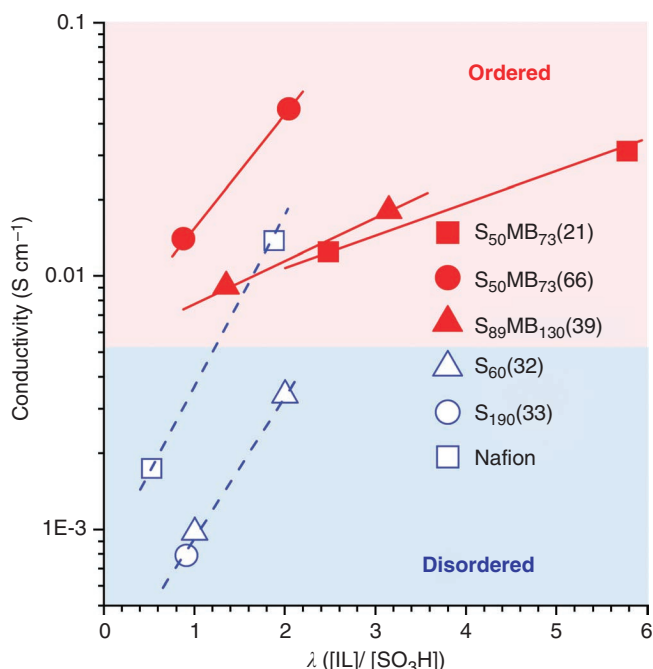 0.1
Ordered
0.01
Conductivity (S cm⁻¹)
S₅₀MB₇₃(21)
S₅₀MB₇₃(66)
S₈₉MB₁₃₀(39)
S₆₀(32)
S₁₉₀(33)
Nafion
1E-3
Disordered
0 1 2 3 4 5 6
λ ([IL]/ [SO₃H])